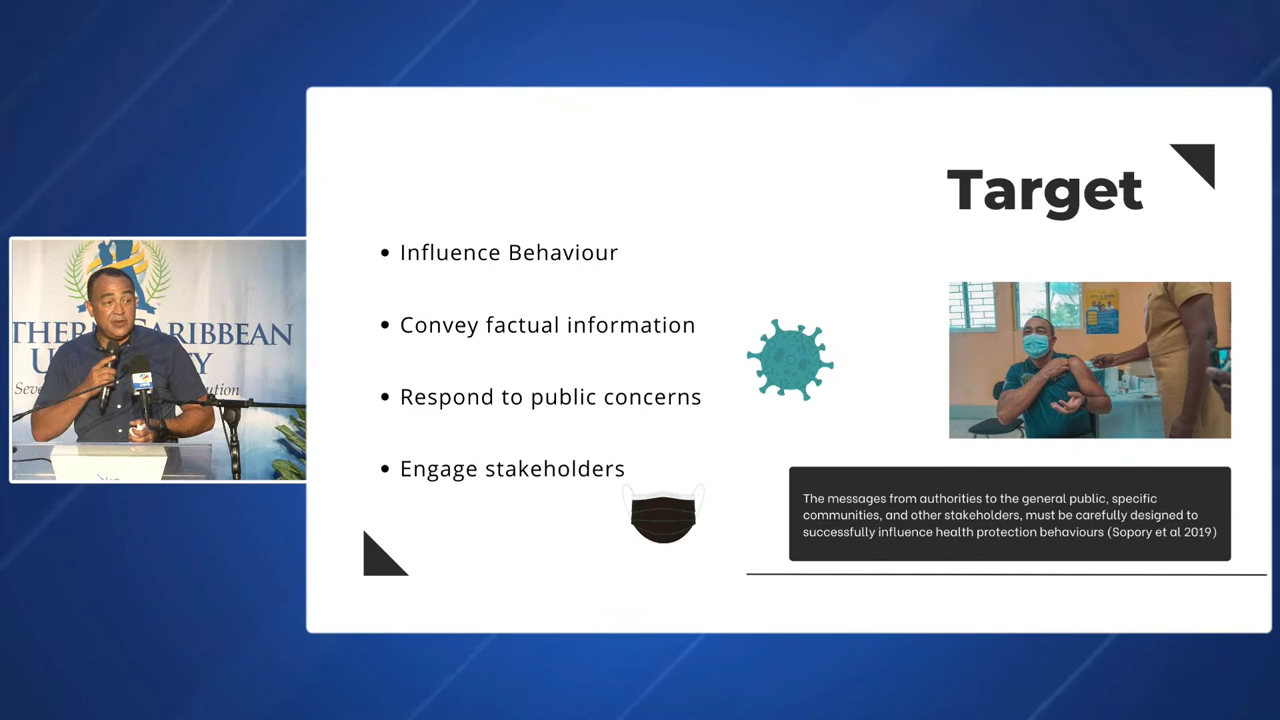 Target
• Influence Behaviour
• Convey factual information
• Respond to public concerns
• Engage stakeholders
The messages from authorities to the general public, specific
communities, and other stakeholders, must be carefully designed to
successfully influence health protection behaviours (Sopory et al 2019)
THERN CARIBBEAN